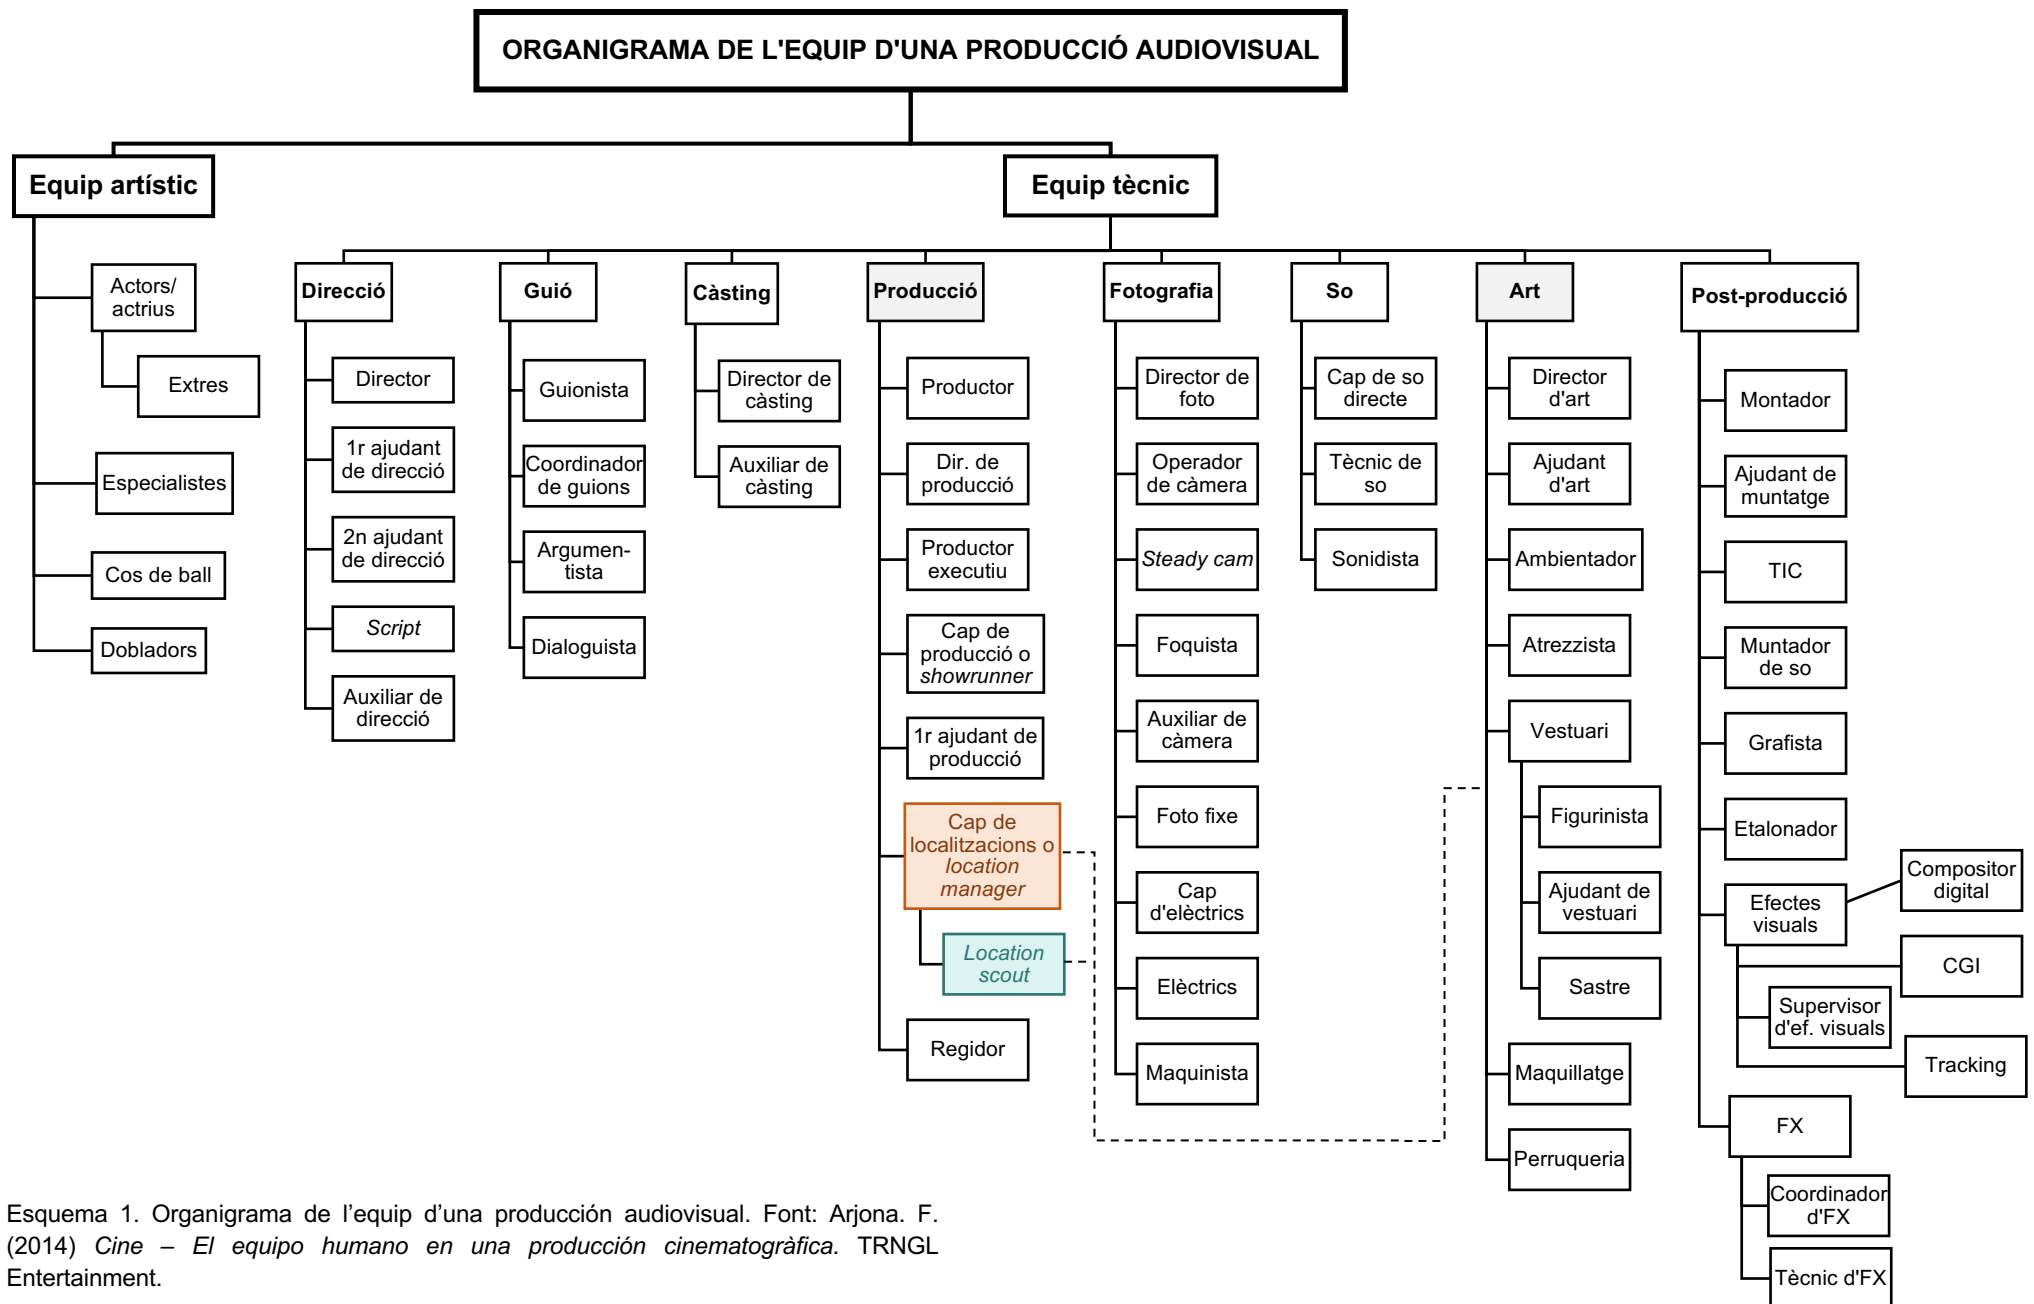 ORGANIGRAMA DE L'EQUIP D'UNA PRODUCCIÓ AUDIOVISUAL
Equip artístic
Equip tècnic
Actors/
actrius
Extres
Especialistes
Cos de ball
Dobladors
Direcció
Director
1r ajudant
de direcció
2n ajudant
de direcció
Script
Auxiliar de
direcció
Guió
Guionista
Coordinador
de guions
Argumen-
tista
Dialoguista
Càsting
Director de
càsting
Auxiliar de
càsting
Producció
Productor
Dir. de
producció
Productor
executiu
Cap de
producció o
showrunner
1r ajudant de
producció
Cap de
localitzacions o
location
manager
Location
scout
Regidor
Fotografia
Director de
foto
Operador
de càmera
Steady cam
Foquista
Auxiliar de
càmera
Foto fixe
Cap
d'elèctrics
Elèctrics
Maquinista
So
Cap de so
directe
Tècnic de
so
Sonidista
Art
Director
d'art
Ajudant
d'art
Ambientador
Atrezzista
Vestuari
Figurinista
Ajudant de
vestuari
Sastre
Maquillatge
Perruqueria
Post-producció
Montador
Ajudant de
muntatge
TIC
Muntador
de so
Grafista
Etalonador
Efectes
visuals
Compositor
digital
CGI
Supervisor
d'ef. visuals
Tracking
FX
Coordinador
d'FX
Tècnic d'FX
Esquema 1. Organigrama de l’equip d’una producción audiovisual. Font: Arjona. F.
(2014) Cine – El equipo humano en una producción cinematogràfica. TRNGL
Entertainment.